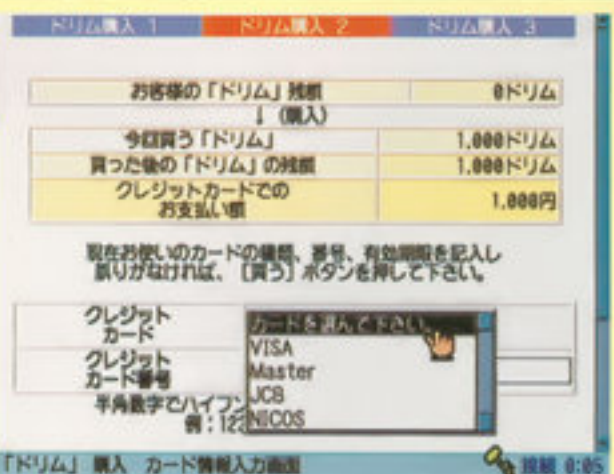 ドリム購入 1 ドリム購入 2 ドリム購入 3
お客様の「ドリム」残額 0ドリム
↓ (購入)
今回買う「ドリム」 1,000ドリム
買った後の「ドリム」の残額 1,000ドリム
クレジットカードでの
お支払い額 1,000円
現在お使いのカードの種類、番号、有効期限を記入し
誤りがなければ、[買う]ボタンを押して下さい。
クレジット
カード
カードを選んで下さい。
VISA
Master
JCB
NICOS
クレジット
カード番号
半角数字でハイフン
例:123
「ドリム」 購入 カード情報入力画面 接続 0:05